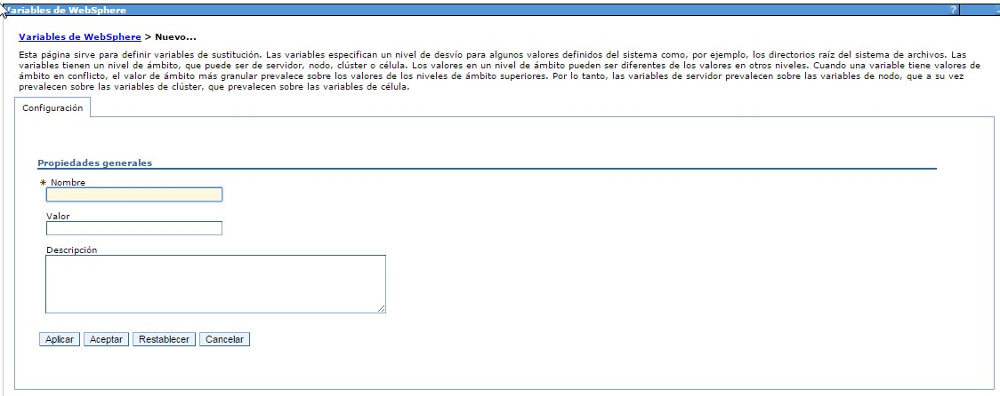 Variables de WebSphere ?
Variables de WebSphere > Nuevo...
Esta página sirve para definir variables de sustitución. Las variables especifican un nivel de desvío para algunos valores definidos del sistema como, por ejemplo, los directorios raíz del sistema de archivos. Las
variables tienen un nivel de ámbito, que puede ser de servidor, nodo, clúster o célula. Los valores en un nivel de ámbito pueden ser diferentes de los valores en otros niveles. Cuando una variable tiene valores de
ámbito en conflicto, el valor de ámbito más granular prevalece sobre los valores de los niveles de ámbito superiores. Por lo tanto, las variables de servidor prevalecen sobre las variables de nodo, que a su vez
prevalecen sobre las variables de clúster, que prevalecen sobre las variables de célula.
Configuración
Propiedades generales
* Nombre
Valor
Descripción
Aplicar Aceptar Restablecer Cancelar